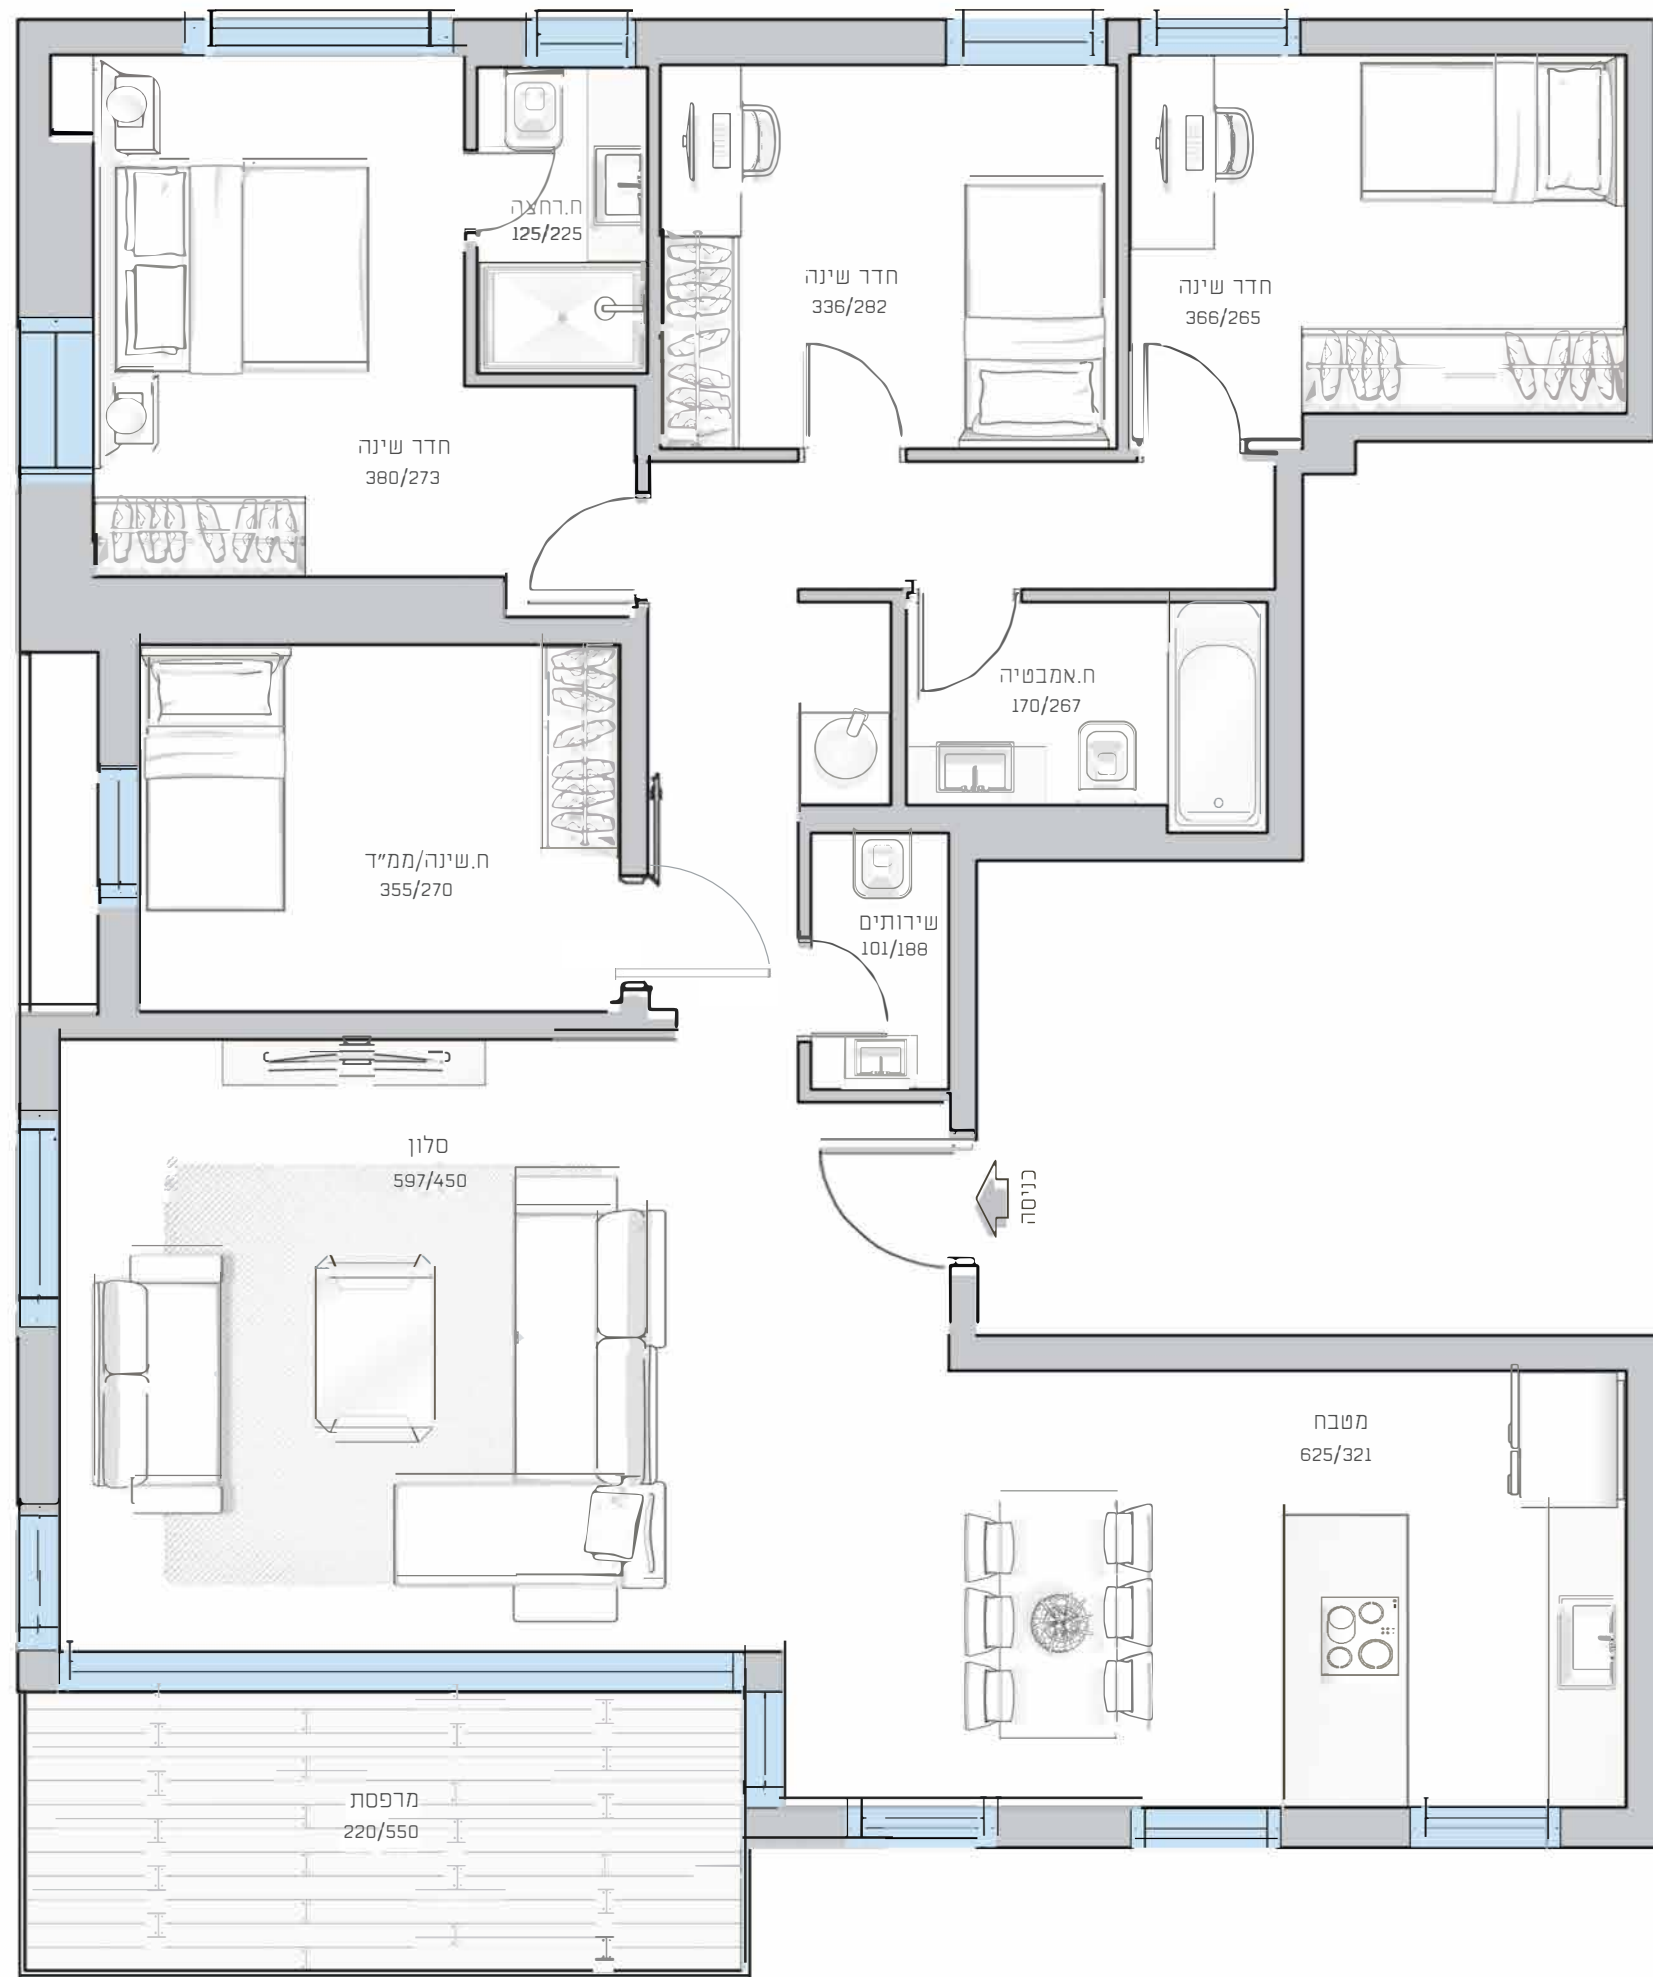 ח.רחצה
125/225
חדר שינה
336/282
חדר שינה
366/265
חדר שינה
380/273
ח.אמבטיה
170/267
ח.שינה/ממ״ד
355/270
שירותים
101/188
סלון
597/450
כניסה
מטבח
625/321
מרפסת
220/550